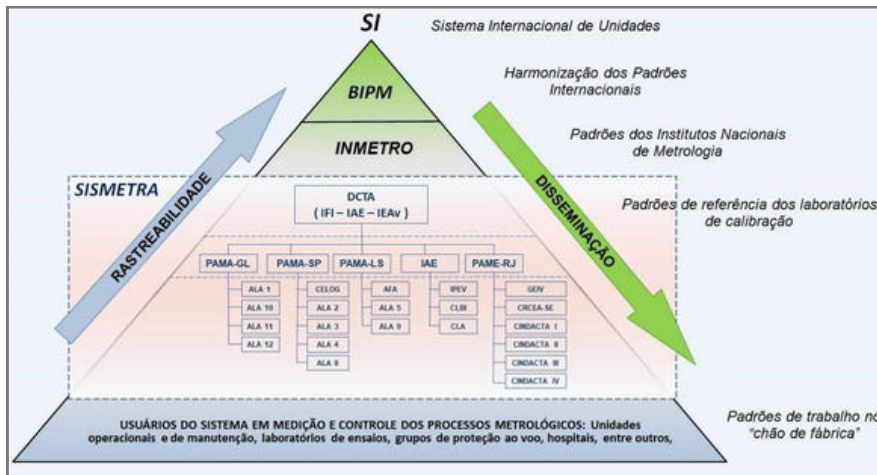 SI
Sistema Internacional de Unidades
BIPM
Harmonização dos Padrões
Internacionais
INMETRO
Padrões dos Institutos Nacionais
de Metrologia
RASTREABILIDADE
DISSEMINAÇÃO
SISMETRA
DCTA
( IFI – IAE – IEAv )
Padrões de referência dos laboratórios
de calibração
PAMA-GL
PAMA-SP
PAMA-LS
IAE
PAME-RJ
ALA 1
ALA 10
ALA 11
ALA 12
CELOG
ALA 2
ALA 3
ALA 4
ALA 8
AFA
ALA 5
ALA 9
IPEV
CLBI
CLA
GEIV
CRCEA-SE
CINDACTA I
CINDACTA II
CINDACTA III
CINDACTA IV
USUÁRIOS DO SISTEMA EM MEDIÇÃO E CONTROLE DOS PROCESSOS METROLÓGICOS: Unidades
operacionais e de manutenção, laboratórios de ensaios, grupos de proteção ao voo, hospitais, entre outros,
Padrões de trabalho no
“chão de fábrica”